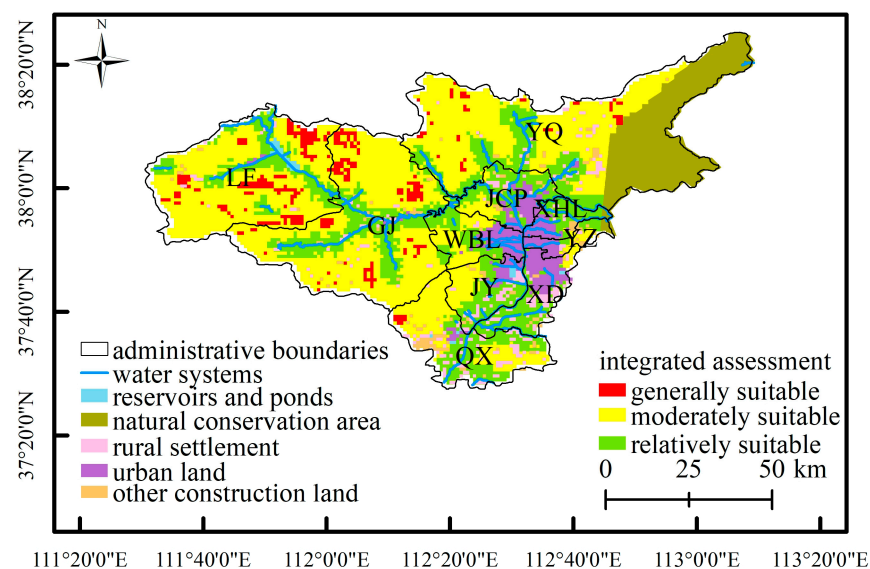 N
38°20'0"N
38°0'0"N
37°40'0"N
37°20'0"N
YQ
LF
JCP
XHL
GJ
WBL
YZ
JY
XD
QX
administrative boundaries
water systems
reservoirs and ponds
natural conservation area
rural settlement
urban land
other construction land
integrated assessment
generally suitable
moderately suitable
relatively suitable
0 25 50 km
111°20'0"E 111°40'0"E 112°0'0"E 112°20'0"E 112°40'0"E 113°0'0"E 113°20'0"E